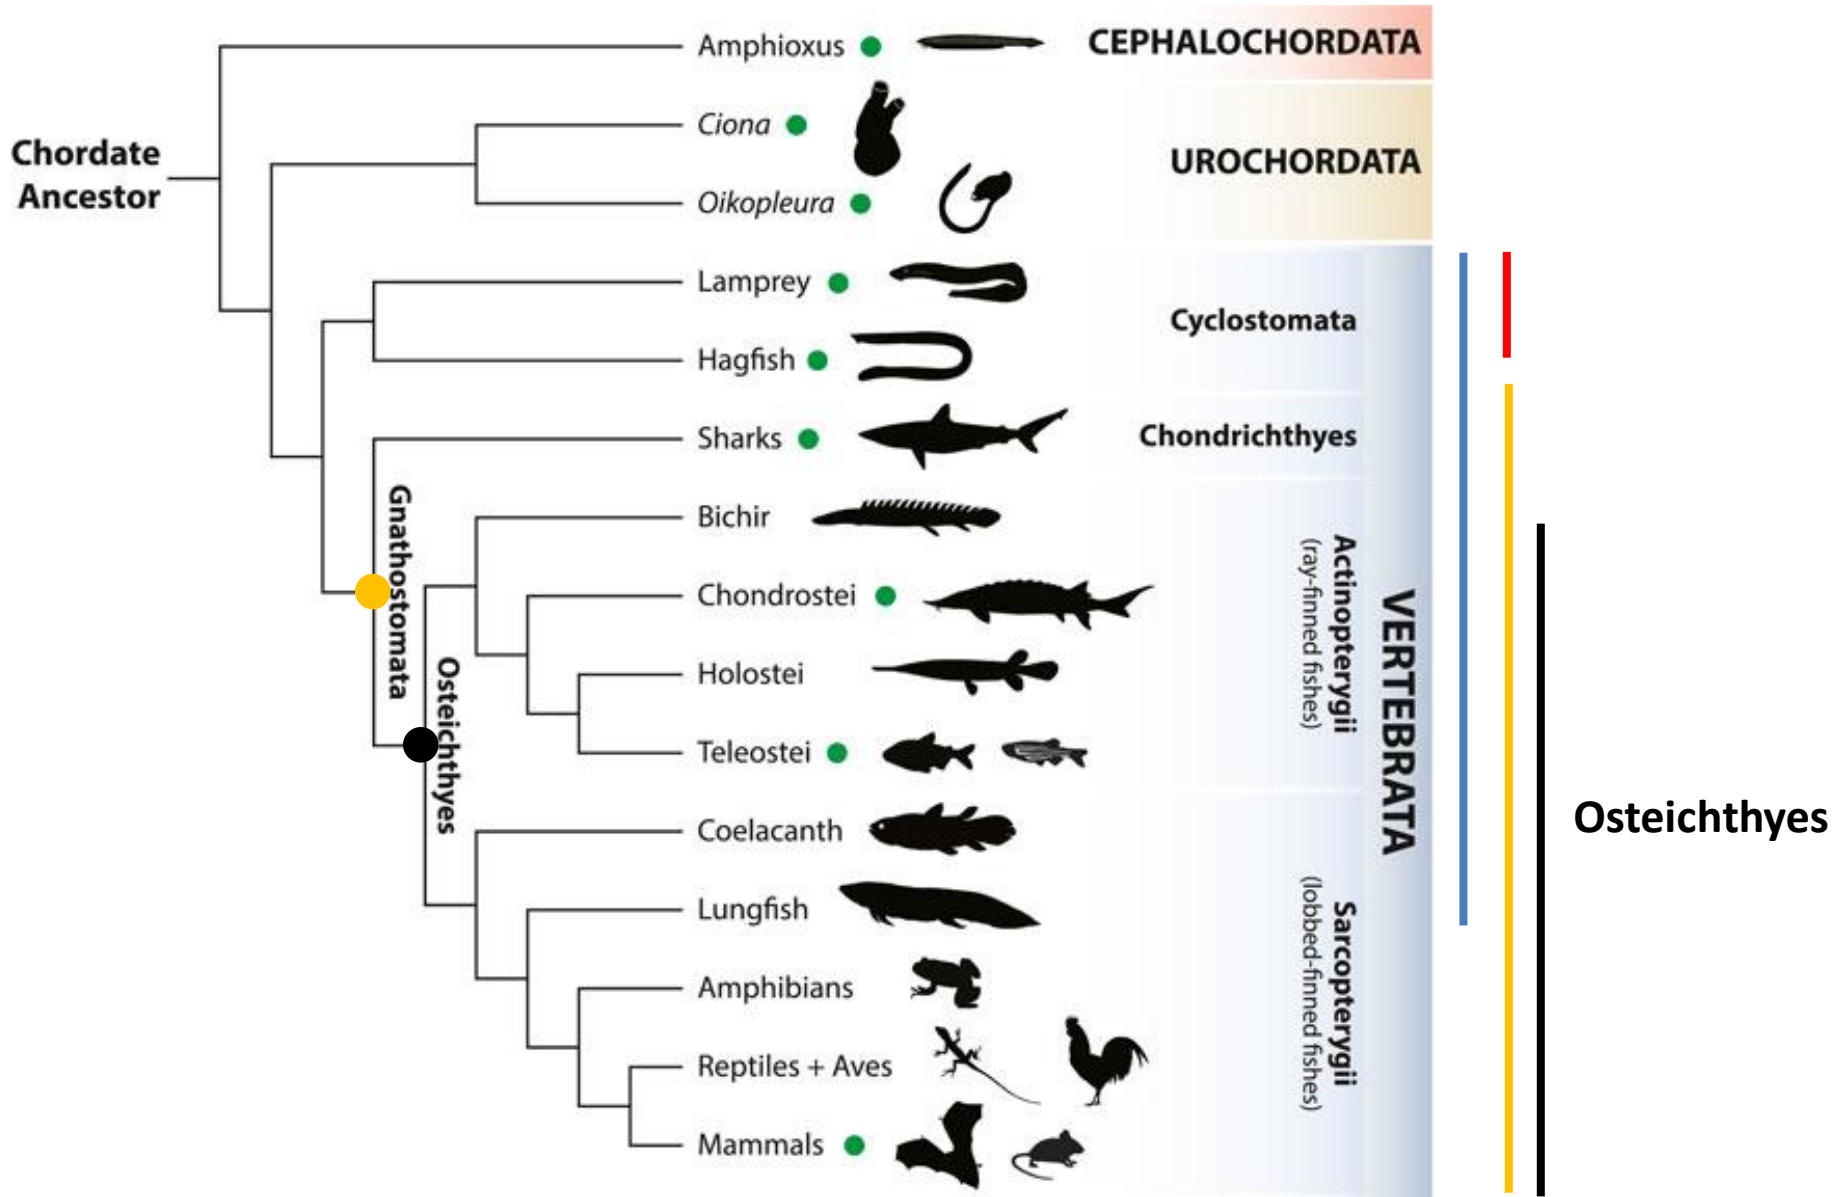 Chordate
Ancestor
Amphioxus
CEPHALOCHORDATA
Ciona
Oikopleura
UROCHORDATA
Lamprey
Hagfish
Cyclostomata
Sharks
Chondrichthyes
Gnathostomata
Osteichthyes
Bichir
Chondrostei
Holostei
Teleostei
Actinopterygii
(ray-finned fishes)
VERTEBRATA
Coelacanth
Lungfish
Amphibians
Reptiles + Aves
Mammals
Sarcopterygii
(lobbed-finned fishes)
Osteichthyes